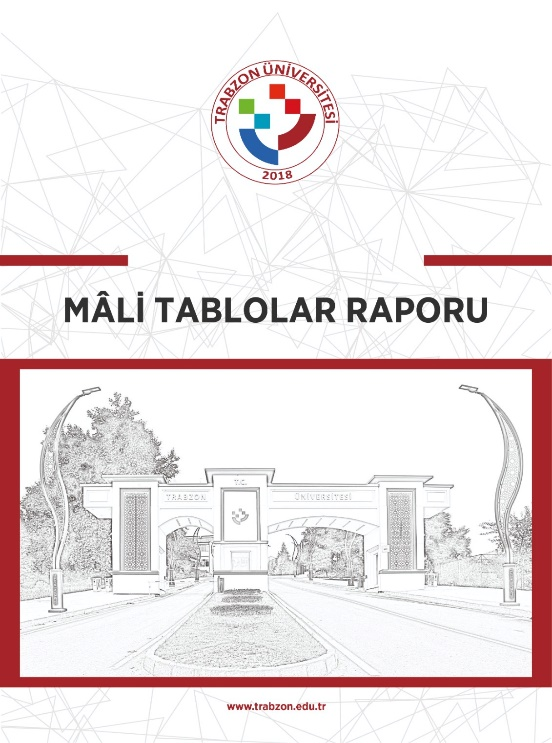 TRABZON ÜNİVERSİTESİ
2018
MÂLİ TABLOLAR RAPORU
T.C.
TRABZON ÜNİVERSİTESİ
www.trabzon.edu.tr